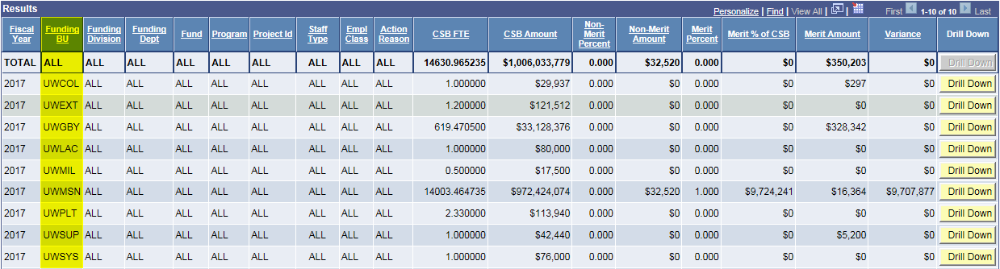 Results Personalize | Find | View All | | First 1-10 of 10 Last
Fiscal Year Funding BU Funding Division Funding Dept Fund Program Project Id Staff Type Empl Class Action Reason CSB FTE CSB Amount Non-Merit Percent Non-Merit Amount Merit Percent Merit % of CSB Merit Amount Variance Drill Down
TOTAL ALL ALL ALL ALL ALL ALL ALL ALL ALL 14630.965235 $1,006,033,779 0.000 $32,520 0.000 $0 $350,203 $0 Drill Down
2017 UWCOL ALL ALL ALL ALL ALL ALL ALL ALL 1.000000 $29,937 0.000 $0 0.000 $0 $297 $0 Drill Down
2017 UWEXT ALL ALL ALL ALL ALL ALL ALL ALL 1.200000 $121,512 0.000 $0 0.000 $0 $0 $0 Drill Down
2017 UWGBY ALL ALL ALL ALL ALL ALL ALL ALL 619.470500 $33,128,376 0.000 $0 0.000 $0 $328,342 $0 Drill Down
2017 UWLAC ALL ALL ALL ALL ALL ALL ALL ALL 1.000000 $80,000 0.000 $0 0.000 $0 $0 $0 Drill Down
2017 UWMIL ALL ALL ALL ALL ALL ALL ALL ALL 0.500000 $17,500 0.000 $0 0.000 $0 $0 $0 Drill Down
2017 UWMSN ALL ALL ALL ALL ALL ALL ALL ALL 14003.464735 $972,424,074 0.000 $32,520 1.000 $9,724,241 $16,364 $9,707,877 Drill Down
2017 UWPLT ALL ALL ALL ALL ALL ALL ALL ALL 2.330000 $113,940 0.000 $0 0.000 $0 $0 $0 Drill Down
2017 UWSUP ALL ALL ALL ALL ALL ALL ALL ALL 1.000000 $42,440 0.000 $0 0.000 $0 $5,200 $0 Drill Down
2017 UWSYS ALL ALL ALL ALL ALL ALL ALL ALL 1.000000 $76,000 0.000 $0 0.000 $0 $0 $0 Drill Down